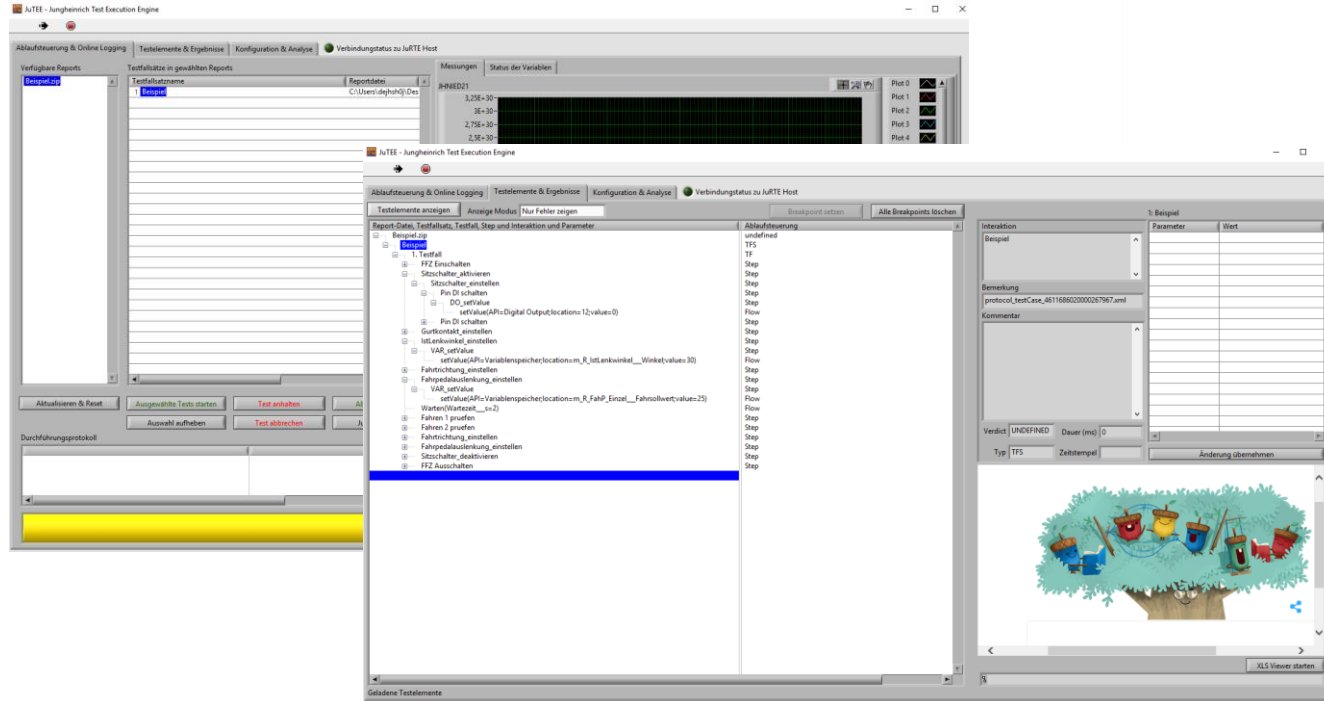 JuTEE - Jungheinrich Test Execution Engine
Ablaufsteuerung & Online Logging
Testelemente & Ergebnisse
Konfiguration & Analyse
Verbindungstatus zu JuRTE Host
Verfügbare Reports
Beispiel.zip
Testfallsätze in gewählten Reports
Testfallsatzname
Reportdatei
1 Beispiel
C:\Users\dejhsh0j\Des
Messungen
Status der Variablen
JHNIED21
3,25E+30
3E+30
2,75E+30
2,5E+30
Plot 0
Plot 1
Plot 2
Plot 3
Plot 4
Aktualisieren & Reset
Ausgewählte Tests starten
Test anhalten
Auswahl aufheben
Test abbrechen
Durchführungsprotokoll
JuTEE - Jungheinrich Test Execution Engine
Ablaufsteuerung & Online Logging
Testelemente & Ergebnisse
Konfiguration & Analyse
Verbindungstatus zu JuRTE Host
Testelemente anzeigen
Anzeige Modus
Nur Fehler zeigen
Breakpoint setzen
Alle Breakpoints löschen
Report-Datei, Testfallsatz, Testfall, Step und Interaktion und Parameter
Ablaufsteuerung
Beispiel.zip undefined
Beispiel TFS
1. Testfall TF
FFZ Einschalten Step
Sitzschalter_aktivieren Step
Sitzschalter_einstellen Step
Pin DI schalten Step
DO_setValue Step
setValue(API=Digital Output;location=12;value=0) Flow
Pin DI schalten Step
Gurtkontakt_einstellen Step
IstLenkwinkel_einstellen Step
VAR_setValue Step
setValue(API=Variablenspeicher;location=m_R_IstLenkwinkel__Winkel;value=30) Flow
Fahrtrichtung_einstellen Step
Fahrpedalauslenkung_einstellen Step
VAR_setValue Step
setValue(API=Variablenspeicher;location=m_R_FahP_Einzel__Fahrsollwert;value=25) Flow
Warten(Wartezeit__s=2) Flow
Fahren 1 pruefen Step
Fahren 2 pruefen Step
Fahrtrichtung_einstellen Step
Fahrpedalauslenkung_einstellen Step
Sitzschalter_deaktivieren Step
FFZ Ausschalten Step
Geladene Testelemente
Interaktion
Beispiel
Bemerkung
protocol_testCase_4611686020000267967.xml
Kommentar
Verdict UNDEFINED Dauer (ms) 0
Typ TFS Zeitstempel
1: Beispiel
Parameter
Wert
Änderung übernehmen
XLS Viewer starten